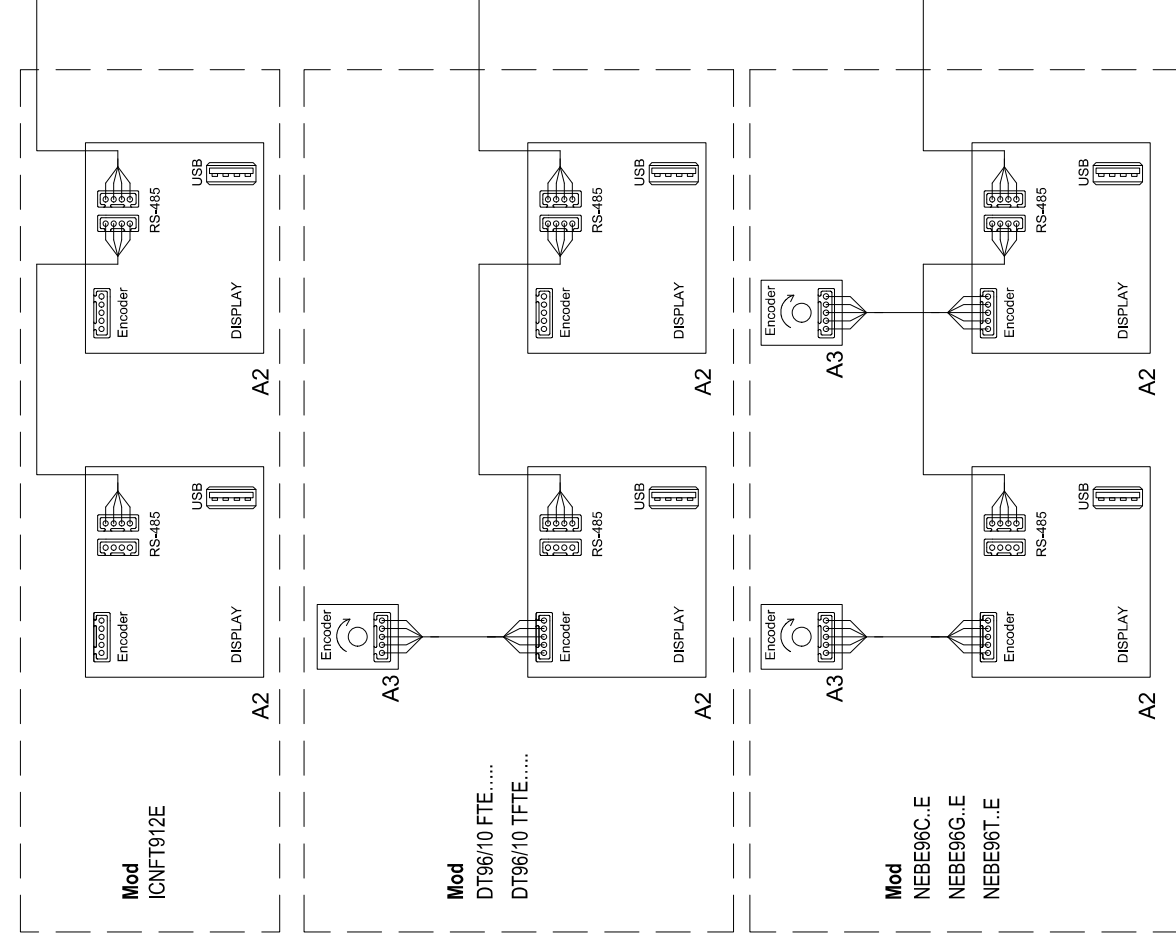 Mod
ICNFT912E
A2
Encoder
RS-485
USB
DISPLAY
A2
Encoder
RS-485
USB
DISPLAY
Mod
DT96/10 FTE.....
DT96/10 TFTE.....
A3
Encoder
A2
Encoder
RS-485
USB
DISPLAY
A2
Encoder
RS-485
USB
DISPLAY
Mod
NEBE96C..E
NEBE96G..E
NEBE96T..E
A3
Encoder
A2
Encoder
RS-485
USB
DISPLAY
A3
Encoder
A2
Encoder
RS-485
USB
DISPLAY